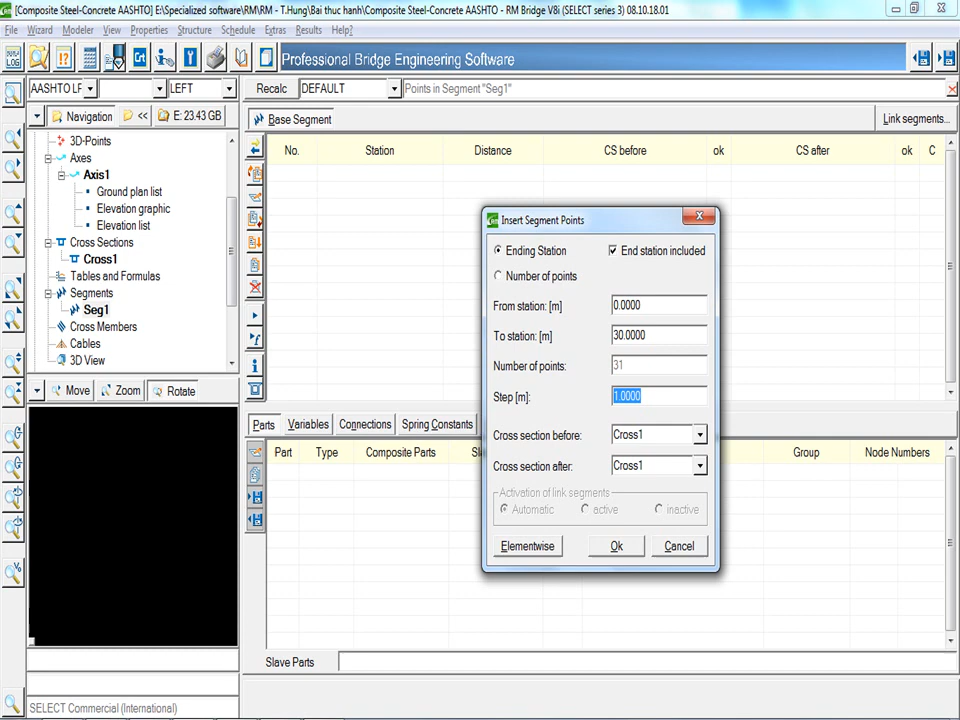 [Composite Steel-Concrete AASHTO] E:\Specialized software\RM\RM - T.Hung\Bai thuc hanh\Composite Steel-Concrete AASHTO - RM Bridge V8i (SELECT series 3) 08.10.18.01
File Wizard Modeler View Properties Structure Schedule Extras Results Help?
Professional Bridge Engineering Software
AASHTO LF LEFT Recalc DEFAULT Points in Segment "Seg1"
Navigation << E: 23.43 GB Base Segment Link segments...
3D-Points
Axes
Axis1
Ground plan list
Elevation graphic
Elevation list
Cross Sections
Cross1
Tables and Formulas
Segments
Seg1
Cross Members
Cables
3D View
Move Zoom Rotate
No. Station Distance CS before ok CS after ok C
Insert Segment Points
Ending Station End station included
Number of points
From station: [m] 0.0000
To station: [m] 30.0000
Number of points: 31
Step [m]: 1.0000
Cross section before: Cross1
Cross section after: Cross1
Activation of link segments
Automatic active inactive
Elementwise Ok Cancel
Parts Variables Connections Spring Constants
Part Type Composite Parts Group Node Numbers
Slave Parts
SELECT Commercial (International)